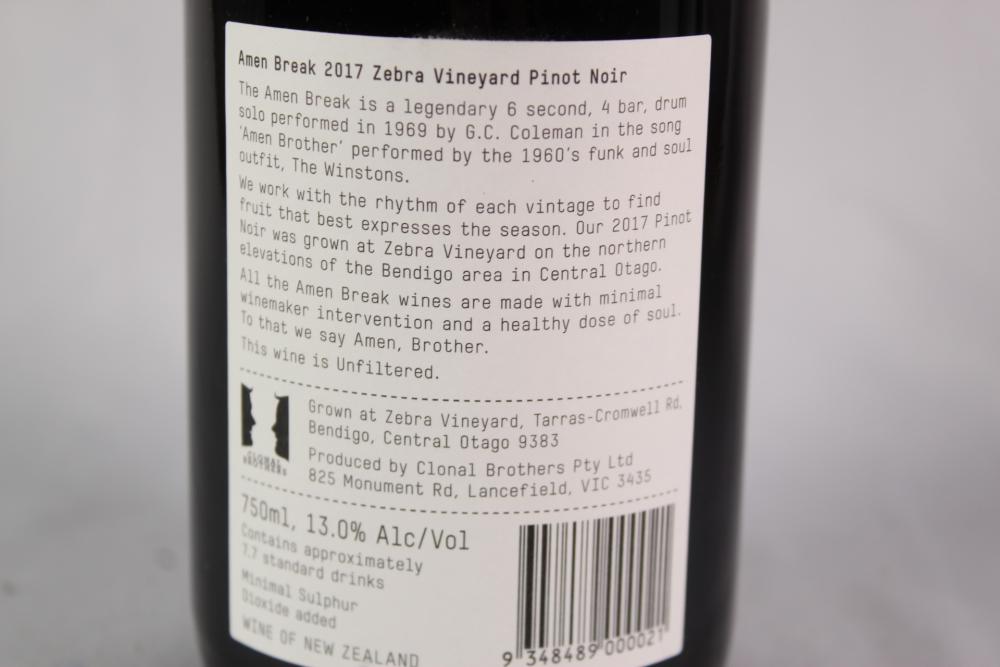 Amen Break 2017 Zebra Vineyard Pinot Noir
The Amen Break is a legendary 6 second, 4 bar, drum
solo performed in 1969 by G.C. Coleman in the song
'Amen Brother' performed by the 1960's funk and soul
outfit, The Winstons.
We work with the rhythm of each vintage to find
fruit that best expresses the season. Our 2017 Pinot
Noir was grown at Zebra Vineyard on the northern
elevations of the Bendigo area in Central Otago.
All the Amen Break wines are made with minimal
winemaker intervention and a healthy dose of soul.
To that we say Amen, Brother.
This wine is Unfiltered.
CLONAL
BROTHERS
Grown at Zebra Vineyard, Tarras-Cromwell Rd,
Bendigo, Central Otago 9383
Produced by Clonal Brothers Pty Ltd
825 Monument Rd, Lancefield, VIC 3435
750ml, 13.0% Alc/Vol
Contains approximately
7.7 standard drinks
Minimal Sulphur
Dioxide added
WINE OF NEW ZEALAND
9 348489 000021